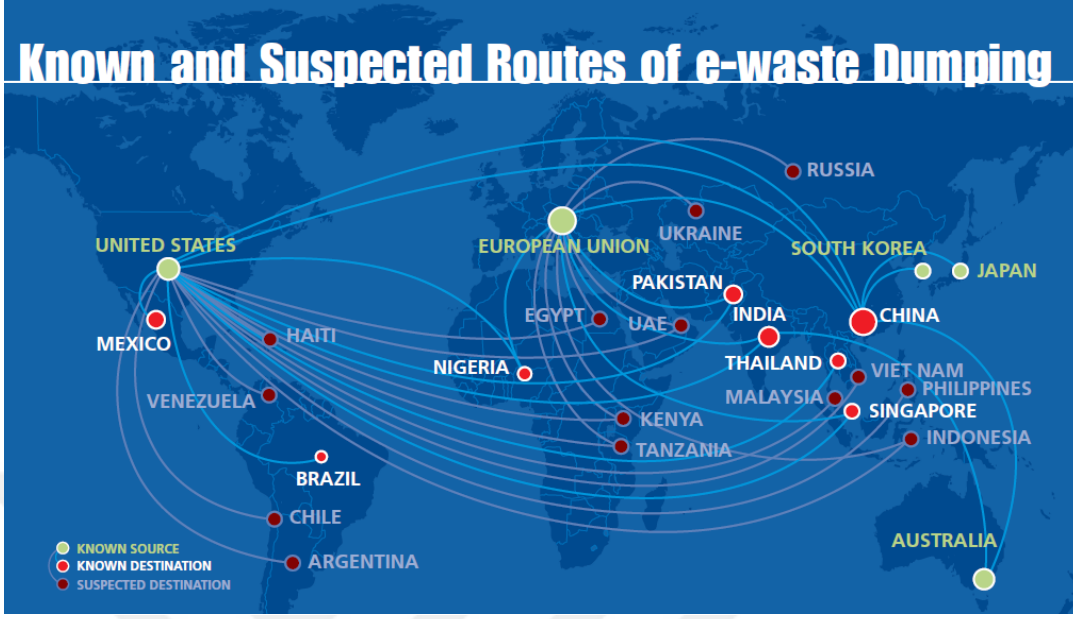 Known and Suspected Routes of e-waste Dumping
RUSSIA
UKRAINE
UNITED STATES
EUROPEAN UNION
SOUTH KOREA
JAPAN
PAKISTAN
INDIA
CHINA
EGYPT
UAE
MEXICO
HAITI
NIGERIA
THAILAND
VIET NAM
PHILIPPINES
VENEZUELA
MALAYSIA
SINGAPORE
KENYA
TANZANIA
INDONESIA
BRAZIL
CHILE
AUSTRALIA
ARGENTINA
KNOWN SOURCE
KNOWN DESTINATION
SUSPECTED DESTINATION